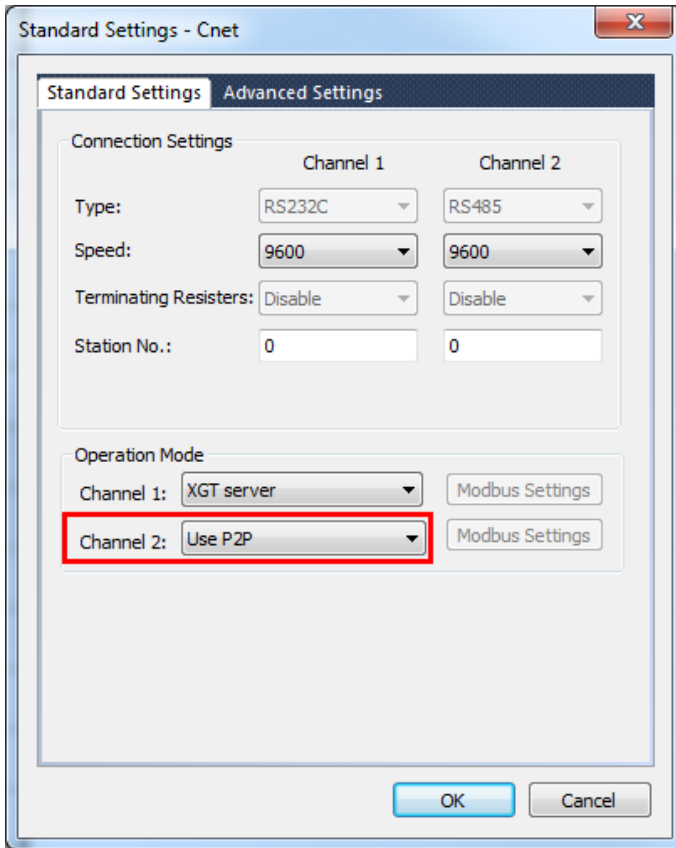 Standard Settings - Cnet
Standard Settings Advanced Settings
Connection Settings
Channel 1 Channel 2
Type: RS232C RS485
Speed: 9600 9600
Terminating Resisters: Disable Disable
Station No.: 0 0
Operation Mode
Channel 1: XGT server Modbus Settings
Channel 2: Use P2P Modbus Settings
OK Cancel